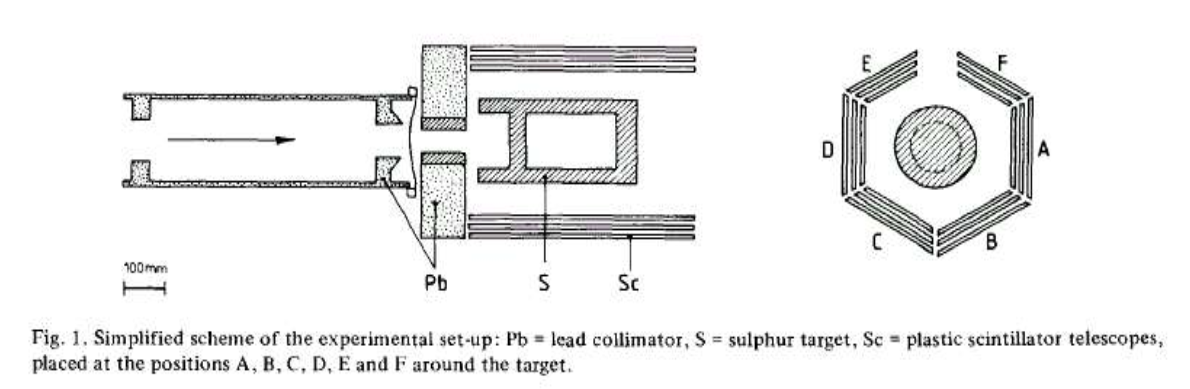 E
F
D
A
C
B
100mm
Pb
S
Sc
Fig. 1. Simplified scheme of the experimental set-up: Pb = lead collimator, S = sulphur target, Sc = plastic scintillator telescopes,
placed at the positions A, B, C, D, E and F around the target.